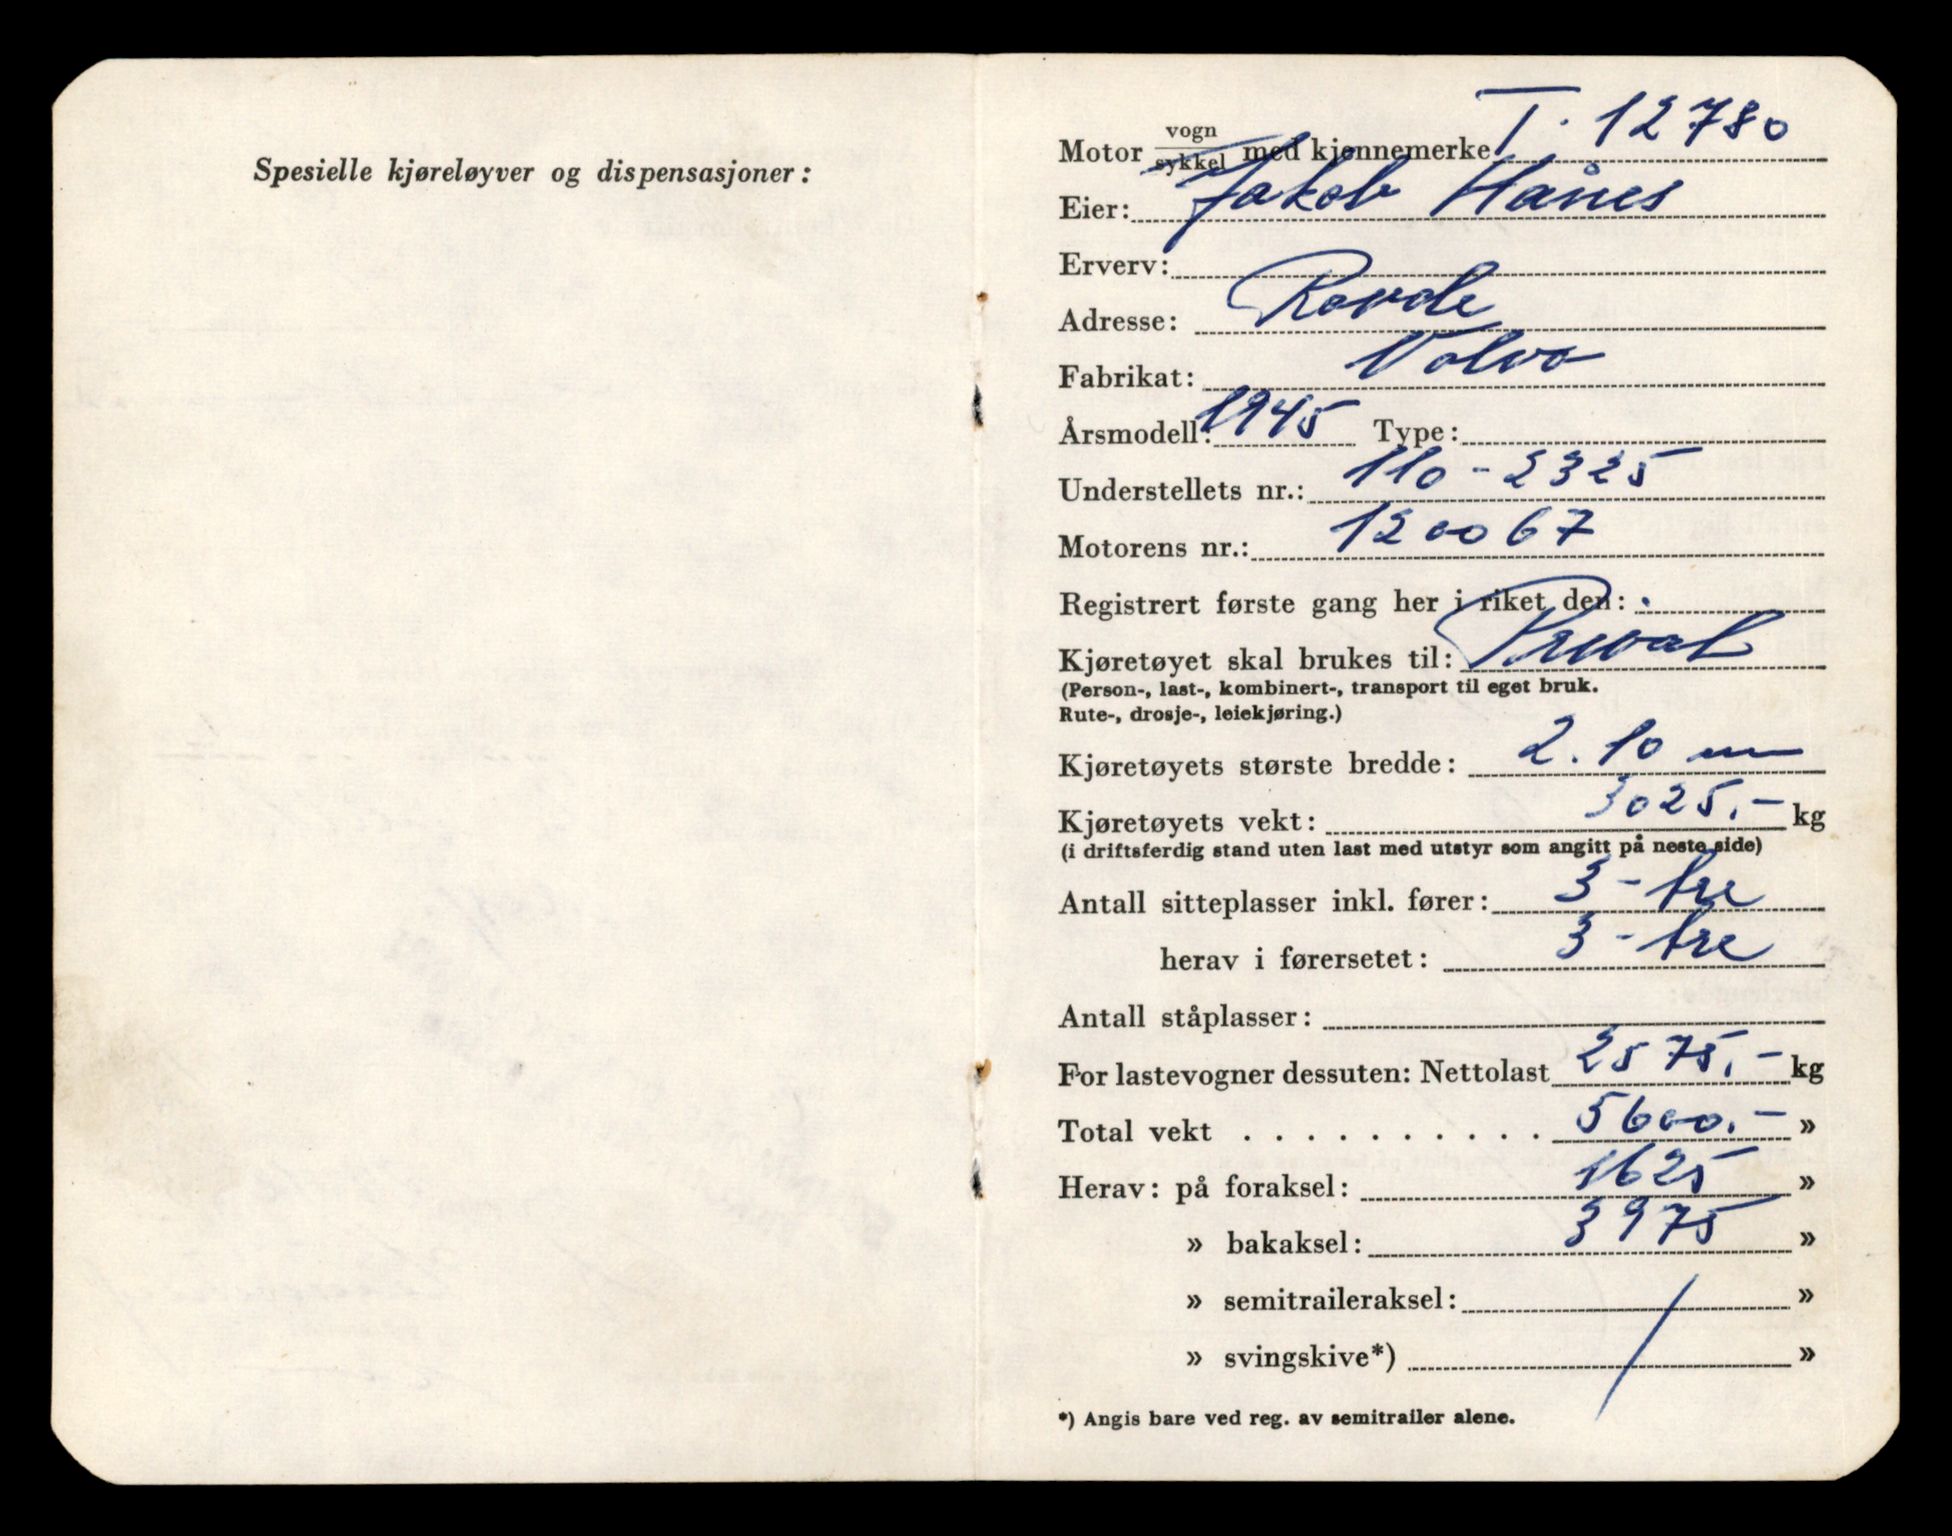 Spesielle kjøreløyver og dispensasjoner:
Motor vogn/sykkel med kjennemerke T. 12780
Eier: Jakob Hånes
Erverv:
Adresse: Rovde
Fabrikat: Volvo
Årsmodell: 1945 Type:
Understellets nr.: 110-2325
Motorens nr.: 120067
Registrert første gang her i riket den:
Kjøretøyet skal brukes til: Privat
(Person-, last-, kombinert-, transport til eget bruk.
Rute-, drosje-, leiekjøring.)
Kjøretøyets største bredde: 2.10 m
Kjøretøyets vekt: 3025.- kg
(i driftsferdig stand uten last med utstyr som angitt på neste side)
Antall sitteplasser inkl. fører: 3 - tre
herav i førersetet: 3 - tre
Antall ståplasser:
For lastevogner dessuten: Nettolast 2575.- kg
Total vekt . . . . . . . . . . 5600.- »
Herav: på foraksel: 1625 »
» bakaksel: 3975 »
» semitraileraksel: »
» svingskive*) »
*) Angis bare ved reg. av semitrailer alene.